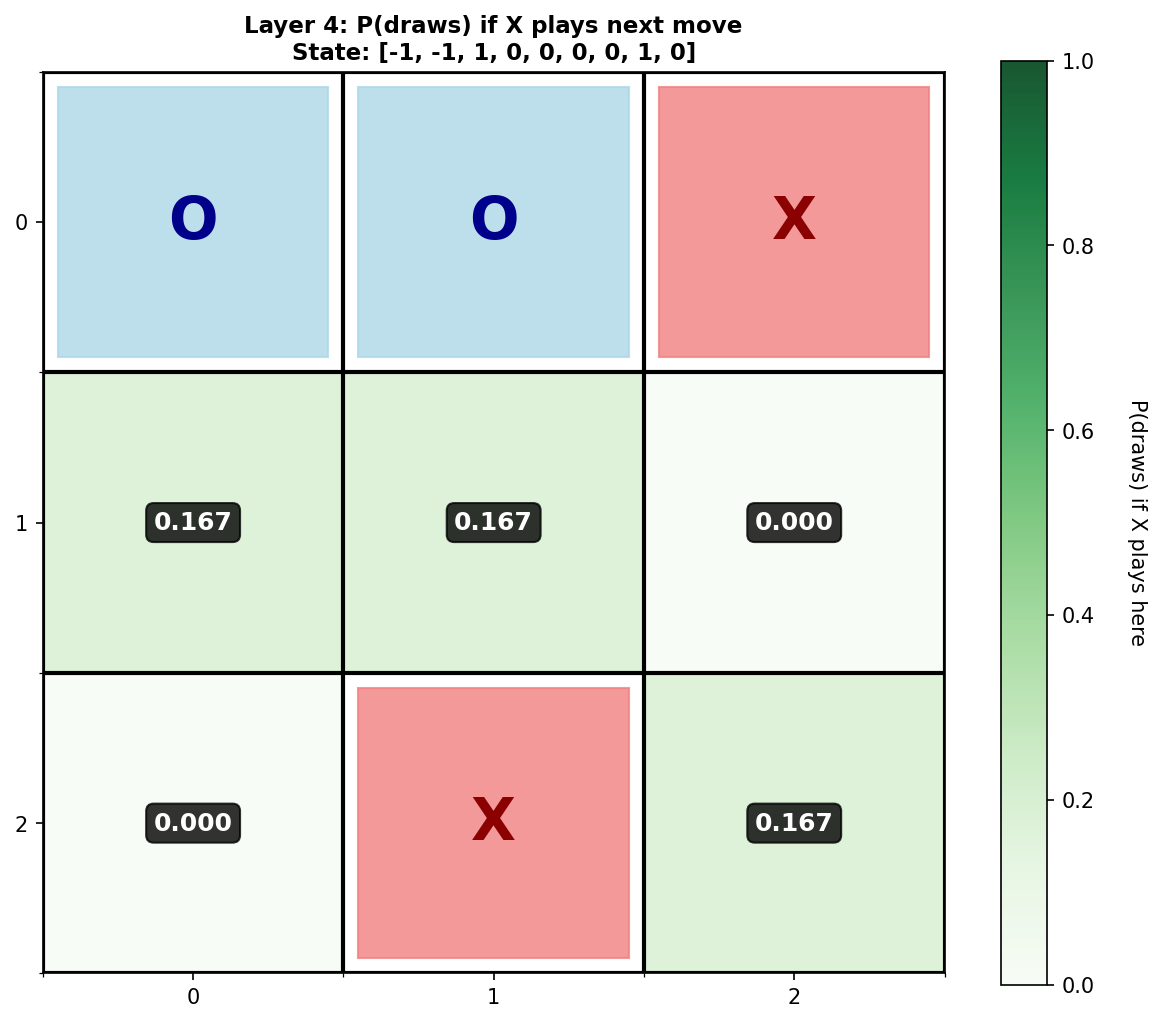 Layer 4: P(draws) if X plays next move
State: [-1, -1, 1, 0, 0, 0, 0, 1, 0]
0
O
O
X
1
0.167
0.167
0.000
2
0.000
X
0.167
0
1
2
1.0
0.8
0.6
0.4
0.2
0.0
P(draws) if X plays here